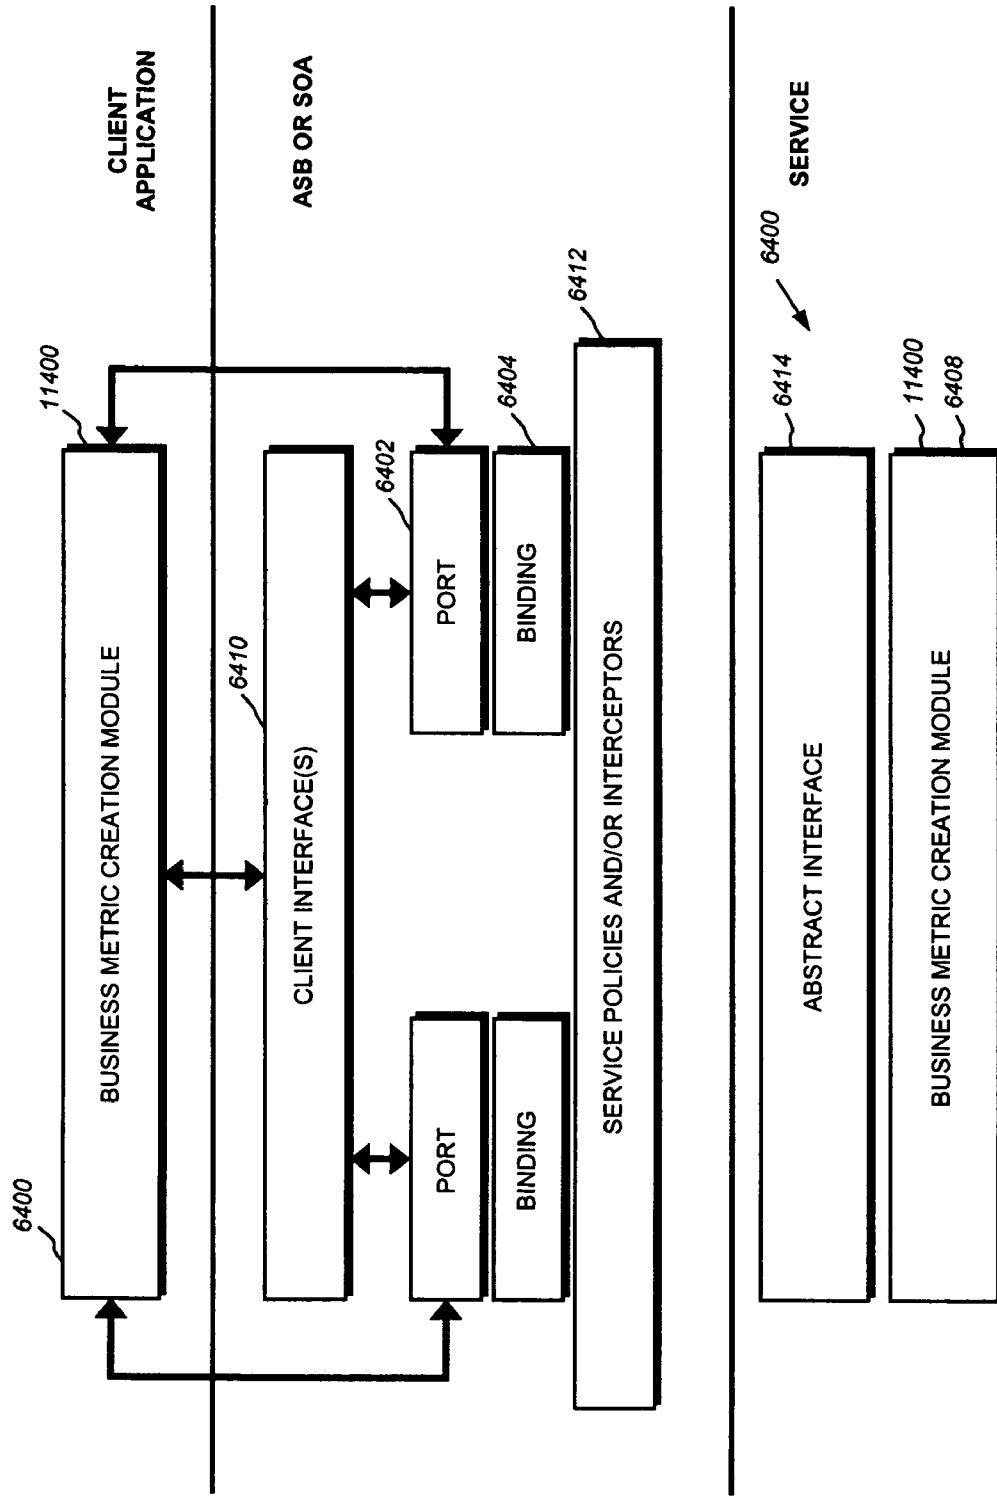 6400
BUSINESS METRIC CREATION MODULE
11400
CLIENT
APPLICATION
6410
CLIENT INTERFACE(S)
ASB OR SOA
6402
PORT
PORT
6404
BINDING
BINDING
6412
SERVICE POLICIES AND/OR INTERCEPTORS
SERVICE
6400
6414
ABSTRACT INTERFACE
11400
6408
BUSINESS METRIC CREATION MODULE